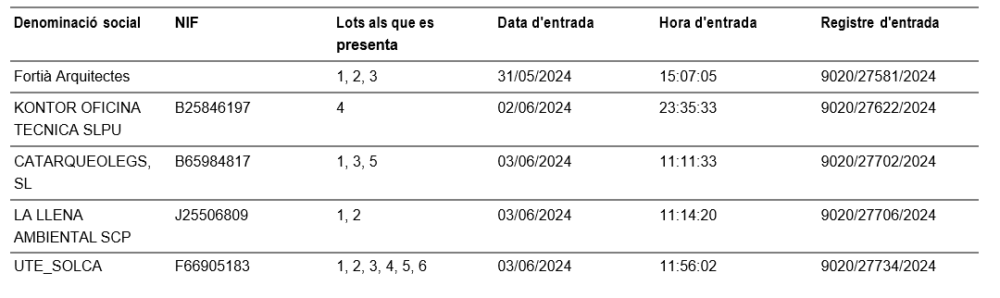 Denominació social NIF Lots als que es presenta Data d'entrada Hora d'entrada Registre d'entrada
Fortià Arquitectes 1, 2, 3 31/05/2024 15:07:05 9020/27581/2024
KONTOR OFICINA B25846197 4 02/06/2024 23:35:33 9020/27622/2024
TECNICA SLPU
CATARQUEOLEGS, B65984817 1, 3, 5 03/06/2024 11:11:33 9020/27702/2024
SL
LA LLENA J25506809 1, 2 03/06/2024 11:14:20 9020/27706/2024
AMBIENTAL SCP
UTE_SOLCA F66905183 1, 2, 3, 4, 5, 6 03/06/2024 11:56:02 9020/27734/2024